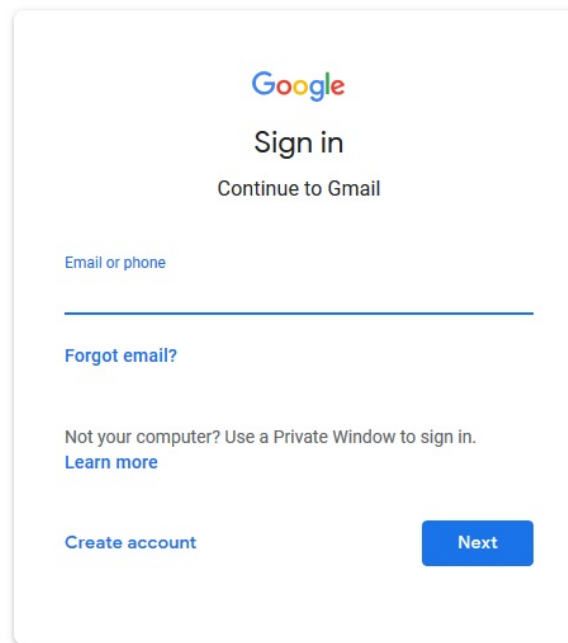 Google
Sign in
Continue to Gmail
Email or phone
Forgot email?
Not your computer? Use a Private Window to sign in.
Learn more
Create account
Next